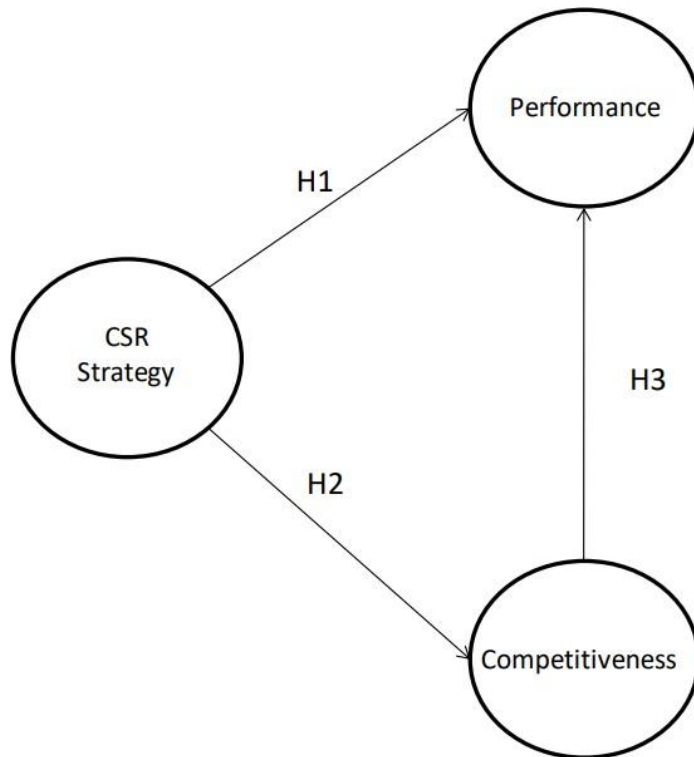 Performance
H1
CSR
Strategy
H3
H2
Competitiveness